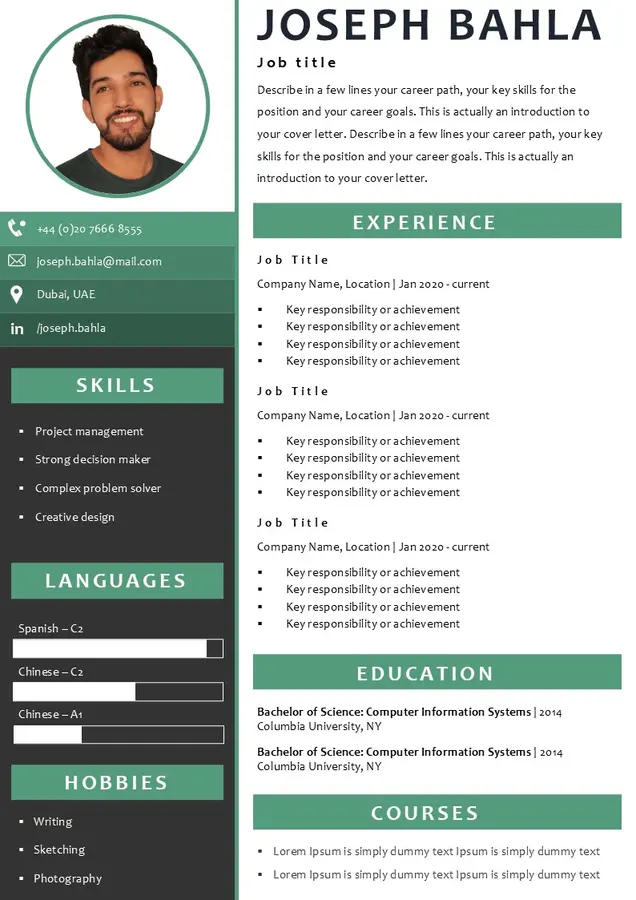 JOSEPH BAHLA
Job title
Describe in a few lines your career path, your key skills for the
position and your career goals. This is actually an introduction to
your cover letter. Describe in a few lines your career path, your key
skills for the position and your career goals. This is actually an
introduction to your cover letter.
+44 (0)20 7666 8555
joseph.bahla@mail.com
Dubai, UAE
in /joseph.bahla
SKILLS
▪ Project management
▪ Strong decision maker
▪ Complex problem solver
▪ Creative design
LANGUAGES
Spanish – C2
Chinese – C2
Chinese – A1
HOBBIES
▪ Writing
▪ Sketching
▪ Photography
EXPERIENCE
Job Title
Company Name, Location | Jan 2020 - current
▪ Key responsibility or achievement
▪ Key responsibility or achievement
▪ Key responsibility or achievement
▪ Key responsibility or achievement
Job Title
Company Name, Location | Jan 2020 - current
▪ Key responsibility or achievement
▪ Key responsibility or achievement
▪ Key responsibility or achievement
▪ Key responsibility or achievement
Job Title
Company Name, Location | Jan 2020 - current
▪ Key responsibility or achievement
▪ Key responsibility or achievement
▪ Key responsibility or achievement
▪ Key responsibility or achievement
EDUCATION
Bachelor of Science: Computer Information Systems | 2014
Columbia University, NY
Bachelor of Science: Computer Information Systems | 2014
Columbia University, NY
COURSES
▪ Lorem Ipsum is simply dummy text Ipsum is simply dummy text
▪ Lorem Ipsum is simply dummy text Ipsum is simply dummy text